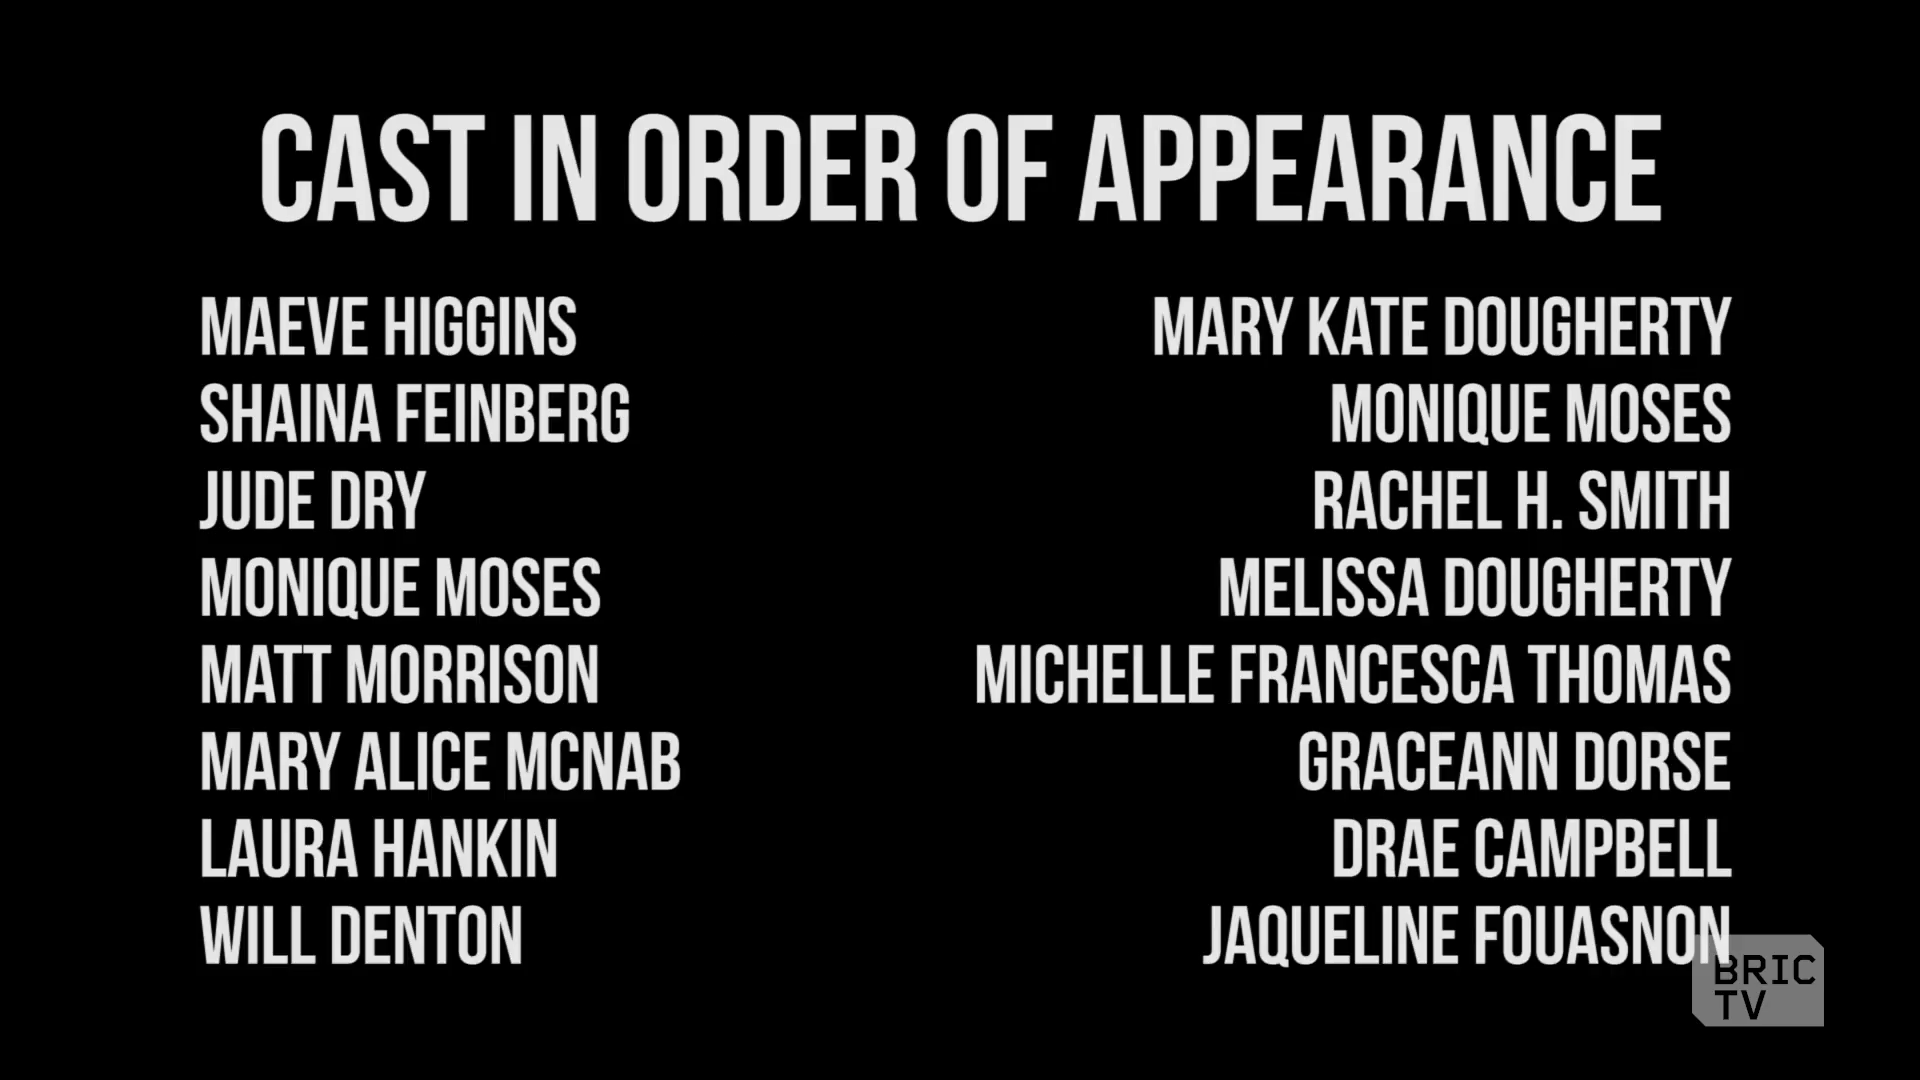 CAST IN ORDER OF APPEARANCE
MAEVE HIGGINS
SHAINA FEINBERG
JUDE DRY
MONIQUE MOSES
MATT MORRISON
MARY ALICE MCNAB
LAURA HANKIN
WILL DENTON
MARY KATE DOUGHERTY
MONIQUE MOSES
RACHEL H. SMITH
MELISSA DOUGHERTY
MICHELLE FRANCESCA THOMAS
GRACEANN DORSE
DRAE CAMPBELL
JAQUELINE FOUASNON
BRIC
TV